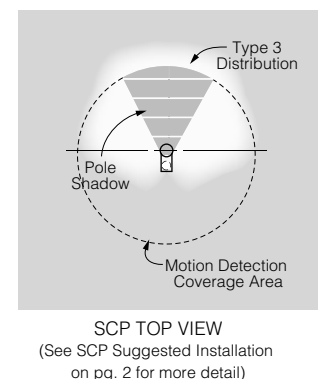 Type 3
Distribution
Pole
Shadow
Motion Detection
Coverage Area
SCP TOP VIEW
(See SCP Suggested Installation
on pg. 2 for more detail)